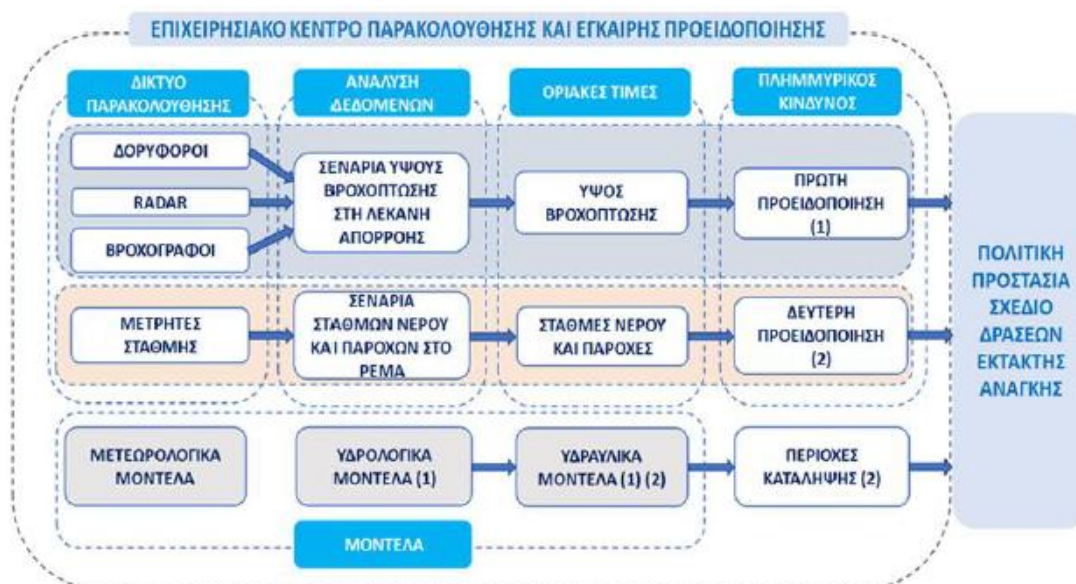 ΕΠΙΧΕΙΡΗΣΙΑΚΟ ΚΕΝΤΡΟ ΠΑΡΑΚΟΛΟΥΘΗΣΗΣ ΚΑΙ ΕΓΚΑΙΡΗΣ ΠΡΟΕΙΔΟΠΟΙΗΣΗΣ
ΔΙΚΤΥΟ
ΠΑΡΑΚΟΛΟΥΘΗΣΗΣ
ΑΝΑΛΥΣΗ
ΔΕΔΟΜΕΝΩΝ
ΟΡΙΑΚΕΣ ΤΙΜΕΣ
ΠΛΗΜΜΥΡΙΚΟΣ
ΚΙΝΔΥΝΟΣ
ΔΟΡΥΦΟΡΟΙ
RADAR
ΒΡΟΧΟΓΡΑΦΟΙ
ΣΕΝΑΡΙΑ ΥΨΟΥΣ
ΒΡΟΧΟΠΤΩΣΗΣ
ΣΤΗ ΛΕΚΑΝΗ
ΑΠΟΡΡΟΗΣ
ΥΨΟΣ
ΒΡΟΧΟΠΤΩΣΗΣ
ΠΡΩΤΗ
ΠΡΟΕΙΔΟΠΟΙΗΣΗ
(1)
ΜΕΤΡΗΤΕΣ
ΣΤΑΘΜΗΣ
ΣΕΝΑΡΙΑ
ΣΤΑΘΜΩΝ ΝΕΡΟΥ
ΚΑΙ ΠΑΡΟΧΩΝ ΣΤΟ
ΡΕΜΑ
ΣΤΑΘΜΕΣ ΝΕΡΟΥ
ΚΑΙ ΠΑΡΟΧΕΣ
ΔΕΥΤΕΡΗ
ΠΡΟΕΙΔΟΠΟΙΗΣΗ
(2)
ΜΕΤΕΩΡΟΛΟΓΙΚΑ
ΜΟΝΤΕΛΑ
ΥΔΡΟΛΟΓΙΚΑ
ΜΟΝΤΕΛΑ (1)
ΥΔΡΑΥΛΙΚΑ
ΜΟΝΤΕΛΑ (1) (2)
ΠΕΡΙΟΧΕΣ
ΚΑΤΑΛΗΨΗΣ (2)
ΜΟΝΤΕΛΑ
ΠΟΛΙΤΙΚΗ
ΠΡΟΣΤΑΣΙΑ
ΣΧΕΔΙΟ
ΔΡΑΣΕΩΝ
ΕΚΤΑΚΤΗΣ
ΑΝΑΓΚΗΣ